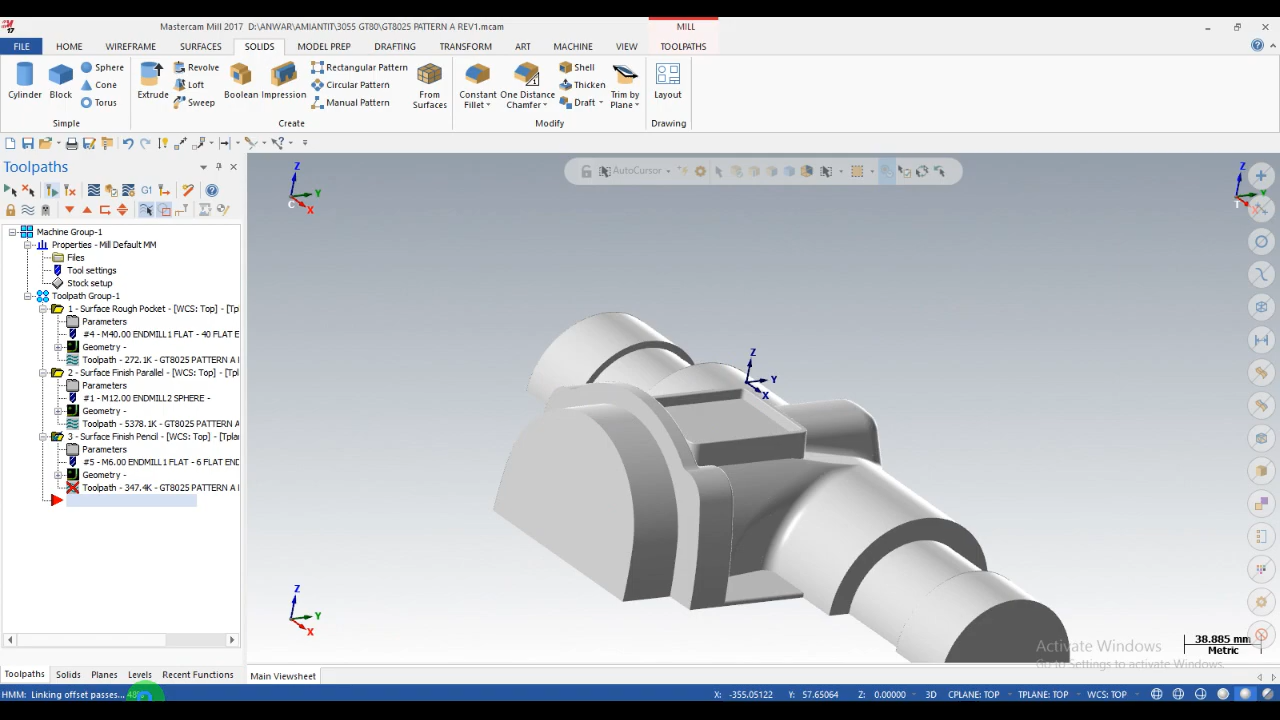 Mastercam Mill 2017 D:\ANWAR\AMIANTIT\3055 GT80\GT8025 PATTERN A REV1.mcam
MILL
FILE HOME WIREFRAME SURFACES SOLIDS MODEL PREP DRAFTING TRANSFORM ART MACHINE VIEW TOOLPATHS
Cylinder
Block
Sphere
Cone
Torus
Simple
Extrude
Revolve
Loft
Sweep
Boolean
Impression
Rectangular Pattern
Circular Pattern
Manual Pattern
From Surfaces
Create
Constant Fillet
One Distance Chamfer
Shell
Thicken
Draft
Trim by Plane
Modify
Layout
Drawing
AutoCursor
Toolpaths
G1
Machine Group-1
Properties - Mill Default MM
Files
Tool settings
Stock setup
Toolpath Group-1
1 - Surface Rough Pocket - [WCS: Top] - [Tpl
Parameters
#4 - M40.00 ENDMILL1 FLAT - 40 FLAT E
Geometry -
Toolpath - 272.1K - GT8025 PATTERN A I
2 - Surface Finish Parallel - [WCS: Top] - [Tpl
Parameters
#1 - M12.00 ENDMILL2 SPHERE -
Geometry -
Toolpath - 5378.1K - GT8025 PATTERN A
3 - Surface Finish Pencil - [WCS: Top] - [Tplar
Parameters
#5 - M6.00 ENDMILL1 FLAT - 6 FLAT END
Geometry -
Toolpath - 347.4K - GT8025 PATTERN A I
Z
Y
X
C
Z
Y
X
T
Z
Y
X
Z
Y
X
Activate Windows
Go to Settings to activate Windows.
38.885 mm
Metric
Toolpaths Solids Planes Levels Recent Functions
Main Viewsheet
HMM: Linking offset passes...
X: -355.05122 Y: 57.65064 Z: 0.00000 3D CPLANE: TOP TPLANE: TOP WCS: TOP